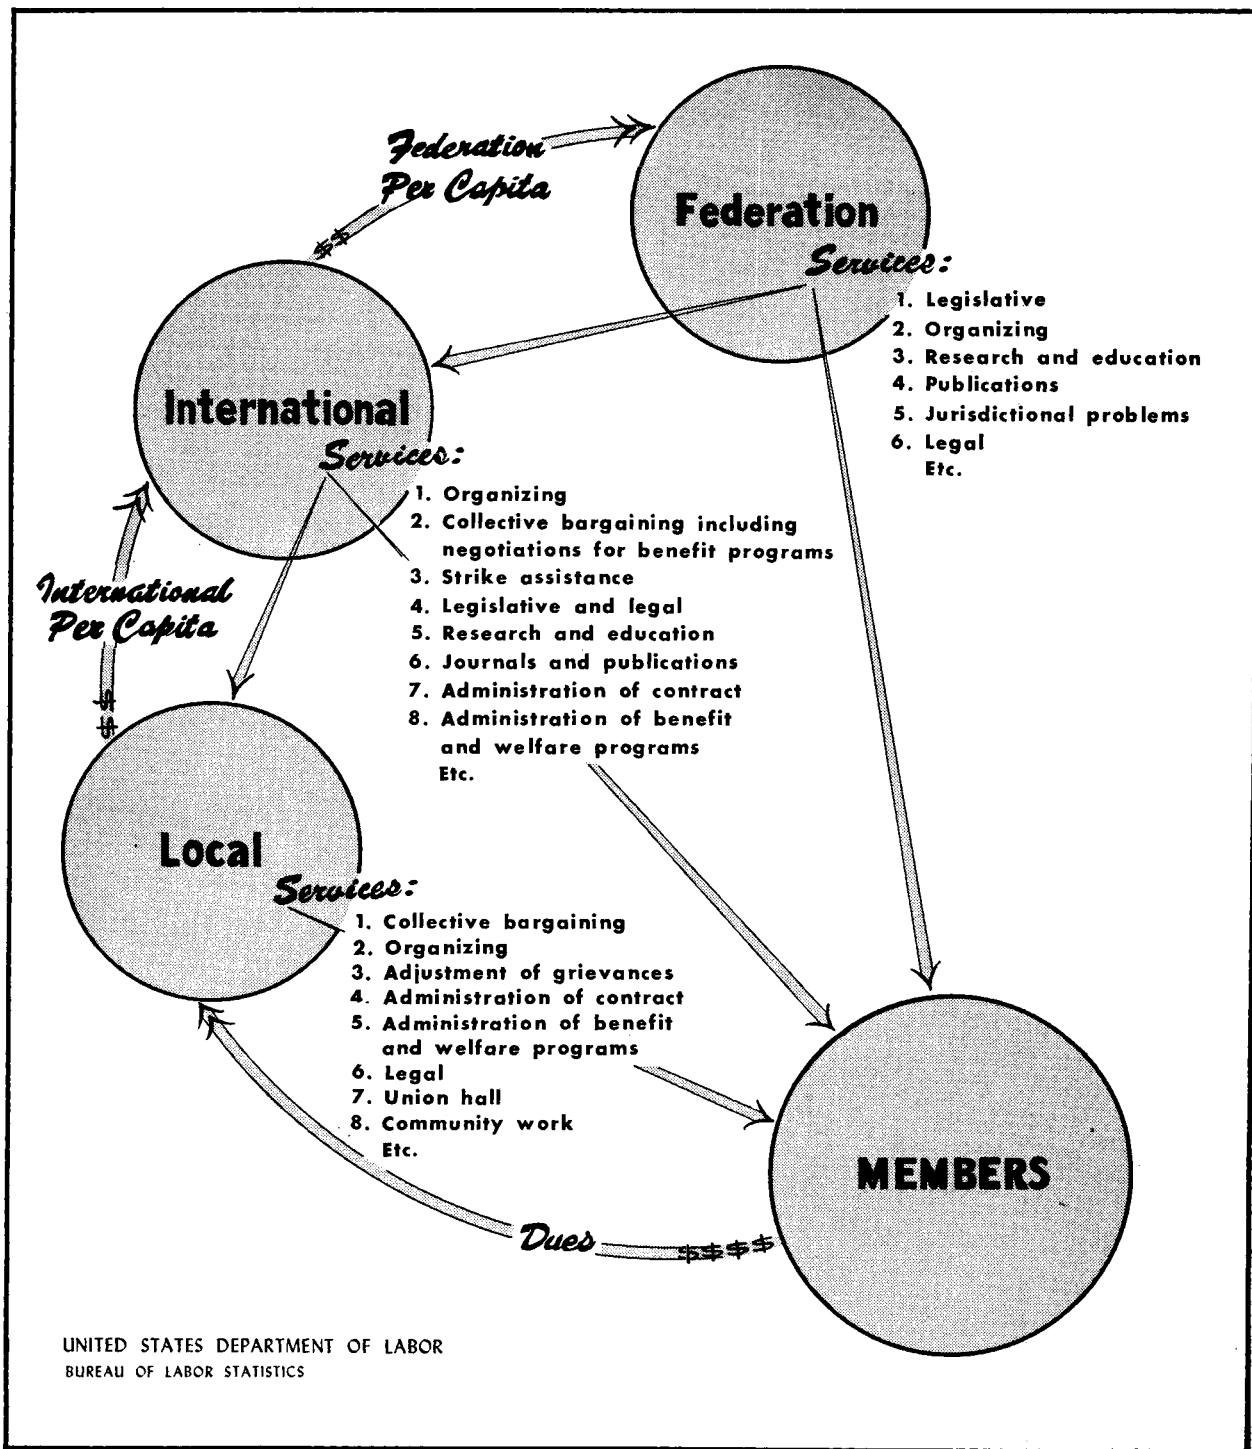 Federation
Per Capita
$$
Federation
Services:
1. Legislative
2. Organizing
3. Research and education
4. Publications
5. Jurisdictional problems
6. Legal
Etc.
International
Services:
1. Organizing
2. Collective bargaining including
negotiations for benefit programs
3. Strike assistance
4. Legislative and legal
5. Research and education
6. Journals and publications
7. Administration of contract
8. Administration of benefit
and welfare programs
Etc.
International
Per Capita
$$
Local
Services:
1. Collective bargaining
2. Organizing
3. Adjustment of grievances
4. Administration of contract
5. Administration of benefit
and welfare programs
6. Legal
7. Union hall
8. Community work
Etc.
MEMBERS
Dues
$$$$
UNITED STATES DEPARTMENT OF LABOR
BUREAU OF LABOR STATISTICS